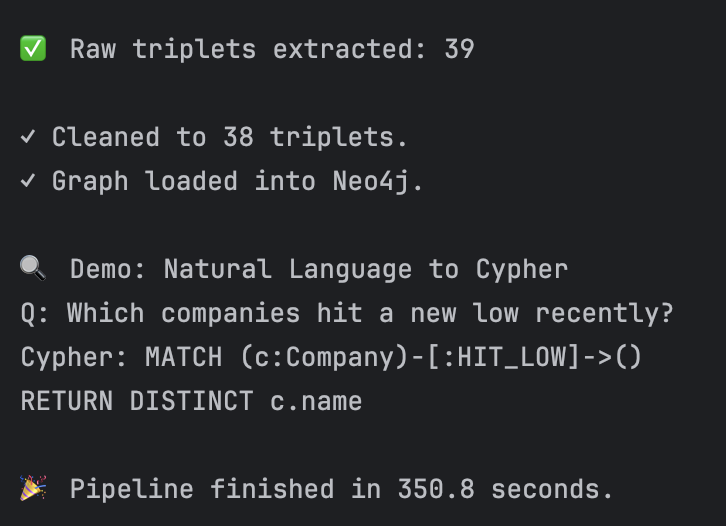 ✅ Raw triplets extracted: 39
✓ Cleaned to 38 triplets.
✓ Graph loaded into Neo4j.
🔍 Demo: Natural Language to Cypher
Q: Which companies hit a new low recently?
Cypher: MATCH (c:Company)-[:HIT_LOW]->()
RETURN DISTINCT c.name
🎉 Pipeline finished in 350.8 seconds.